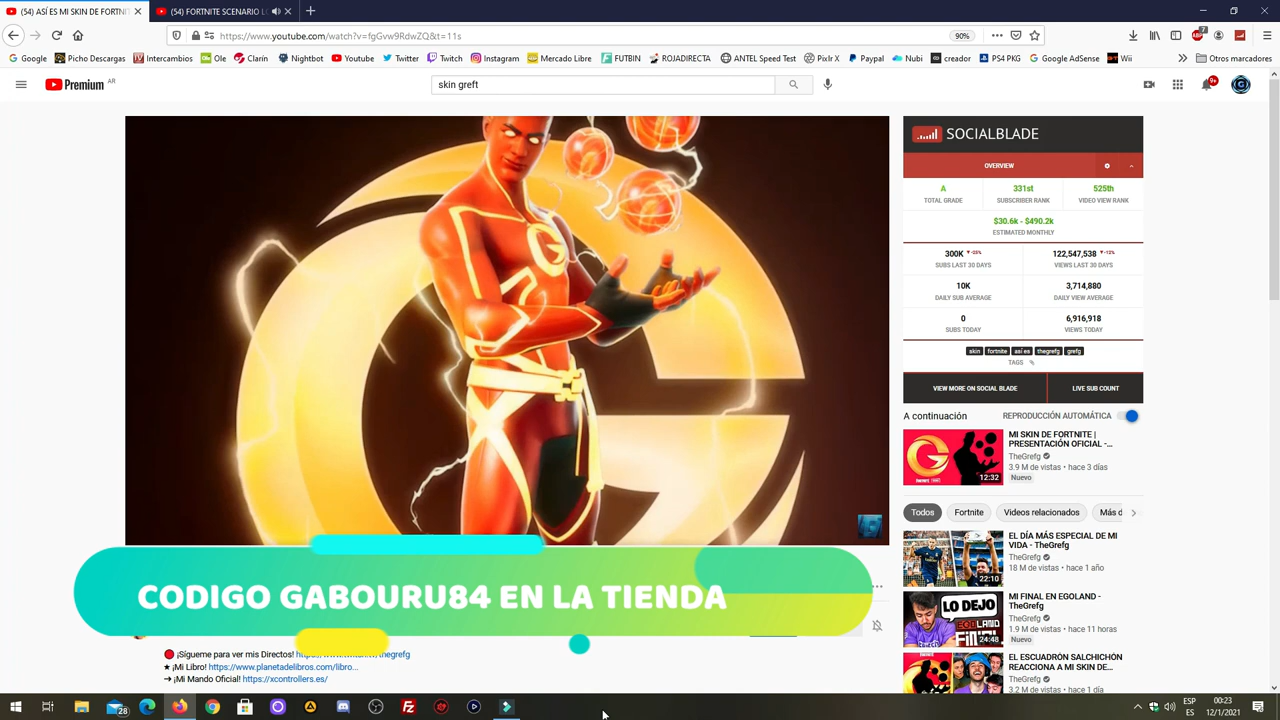 (54) ASÍ ES MI SKIN DE FORTNIT
(54) FORTNITE SCENARIO L
https://www.youtube.com/watch?v=fgGvw9RdwZQ&t=11s
90%
Google
Picho Descargas
Intercambios
Ole
Clarín
Nightbot
Youtube
Twitter
Twitch
Instagram
Mercado Libre
FUTBIN
ROJADIRECTA
ANTEL Speed Test
Pixlr X
Paypal
Nubi
creador
PS4 PKG
Google AdSense
Wii
Otros marcadores
Premium AR
skin greft
9+
SOCIALBLADE
OVERVIEW
A 331st 525th
TOTAL GRADE SUBSCRIBER RANK VIDEO VIEW RANK
$30.6k - $490.2k
ESTIMATED MONTHLY
300K -25% 122,547,538 -12%
SUBS LAST 30 DAYS VIEWS LAST 30 DAYS
10K 3,714,880
DAILY SUB AVERAGE DAILY VIEW AVERAGE
0 6,916,918
SUBS TODAY VIEWS TODAY
skin fortnite así es thegrefg grefg
TAGS
VIEW MORE ON SOCIAL BLADE LIVE SUB COUNT
A continuación REPRODUCCIÓN AUTOMÁTICA
MI SKIN DE FORTNITE |
PRESENTACIÓN OFICIAL -...
TheGrefg
3.9 M de vistas • hace 3 días
Nuevo
12:32
Todos Fortnite Videos relacionados Más d
EL DÍA MÁS ESPECIAL DE MI
VIDA - TheGrefg
TheGrefg
18 M de vistas • hace 1 año
22:10
MI FINAL EN EGOLAND -
TheGrefg
TheGrefg
1.9 M de vistas • hace 11 horas
Nuevo
LO DEJO
EGOLAND
FINAL
24:48
EL ESCUADRÓN SALCHICHÓN
REACCIONA A MI SKIN DE...
TheGrefg
3.2 M de vistas • hace 1 día
CODIGO GABOURU84 EN LA TIENDA
¡Sígueme para ver mis Directos!
thegrefg
¡Mi Libro! https://www.planetadelibros.com/libro...
¡Mi Mando Oficial! https://xcontrollers.es/
28
ESP
ES
00:23
12/1/2021